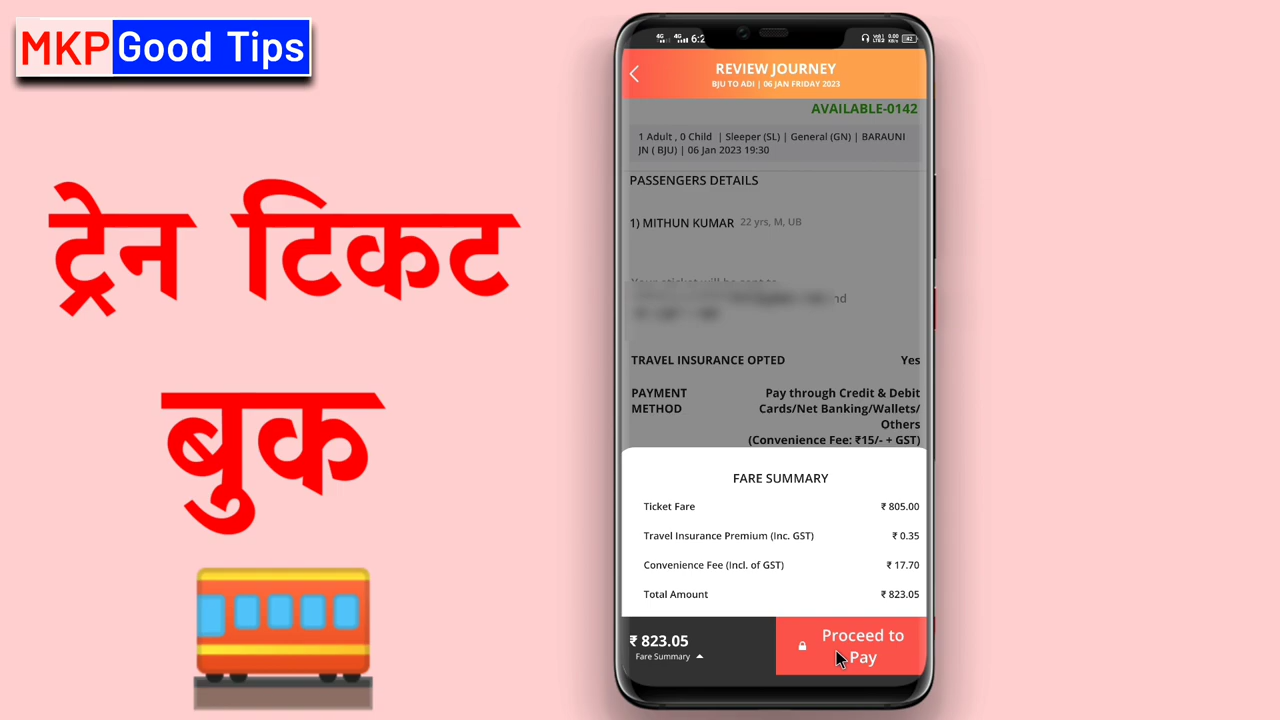 MKP Good Tips
ट्रेन टिकट
बुक
4G 4G 6:2
REVIEW JOURNEY
BJU TO ADI | 06 JAN FRIDAY 2023
AVAILABLE-0142
1 Adult , 0 Child | Sleeper (SL) | General (GN) | BARAUNI
JN ( BJU) | 06 Jan 2023 19:30
PASSENGERS DETAILS
1) MITHUN KUMAR 22 yrs, M, UB
TRAVEL INSURANCE OPTED Yes
PAYMENT Pay through Credit & Debit
METHOD Cards/Net Banking/Wallets/
Others
(Convenience Fee: ₹15/- + GST)
FARE SUMMARY
Ticket Fare ₹ 805.00
Travel Insurance Premium (Inc. GST) ₹ 0.35
Convenience Fee (Incl. of GST) ₹ 17.70
Total Amount ₹ 823.05
₹ 823.05
Fare Summary
Proceed to
Pay